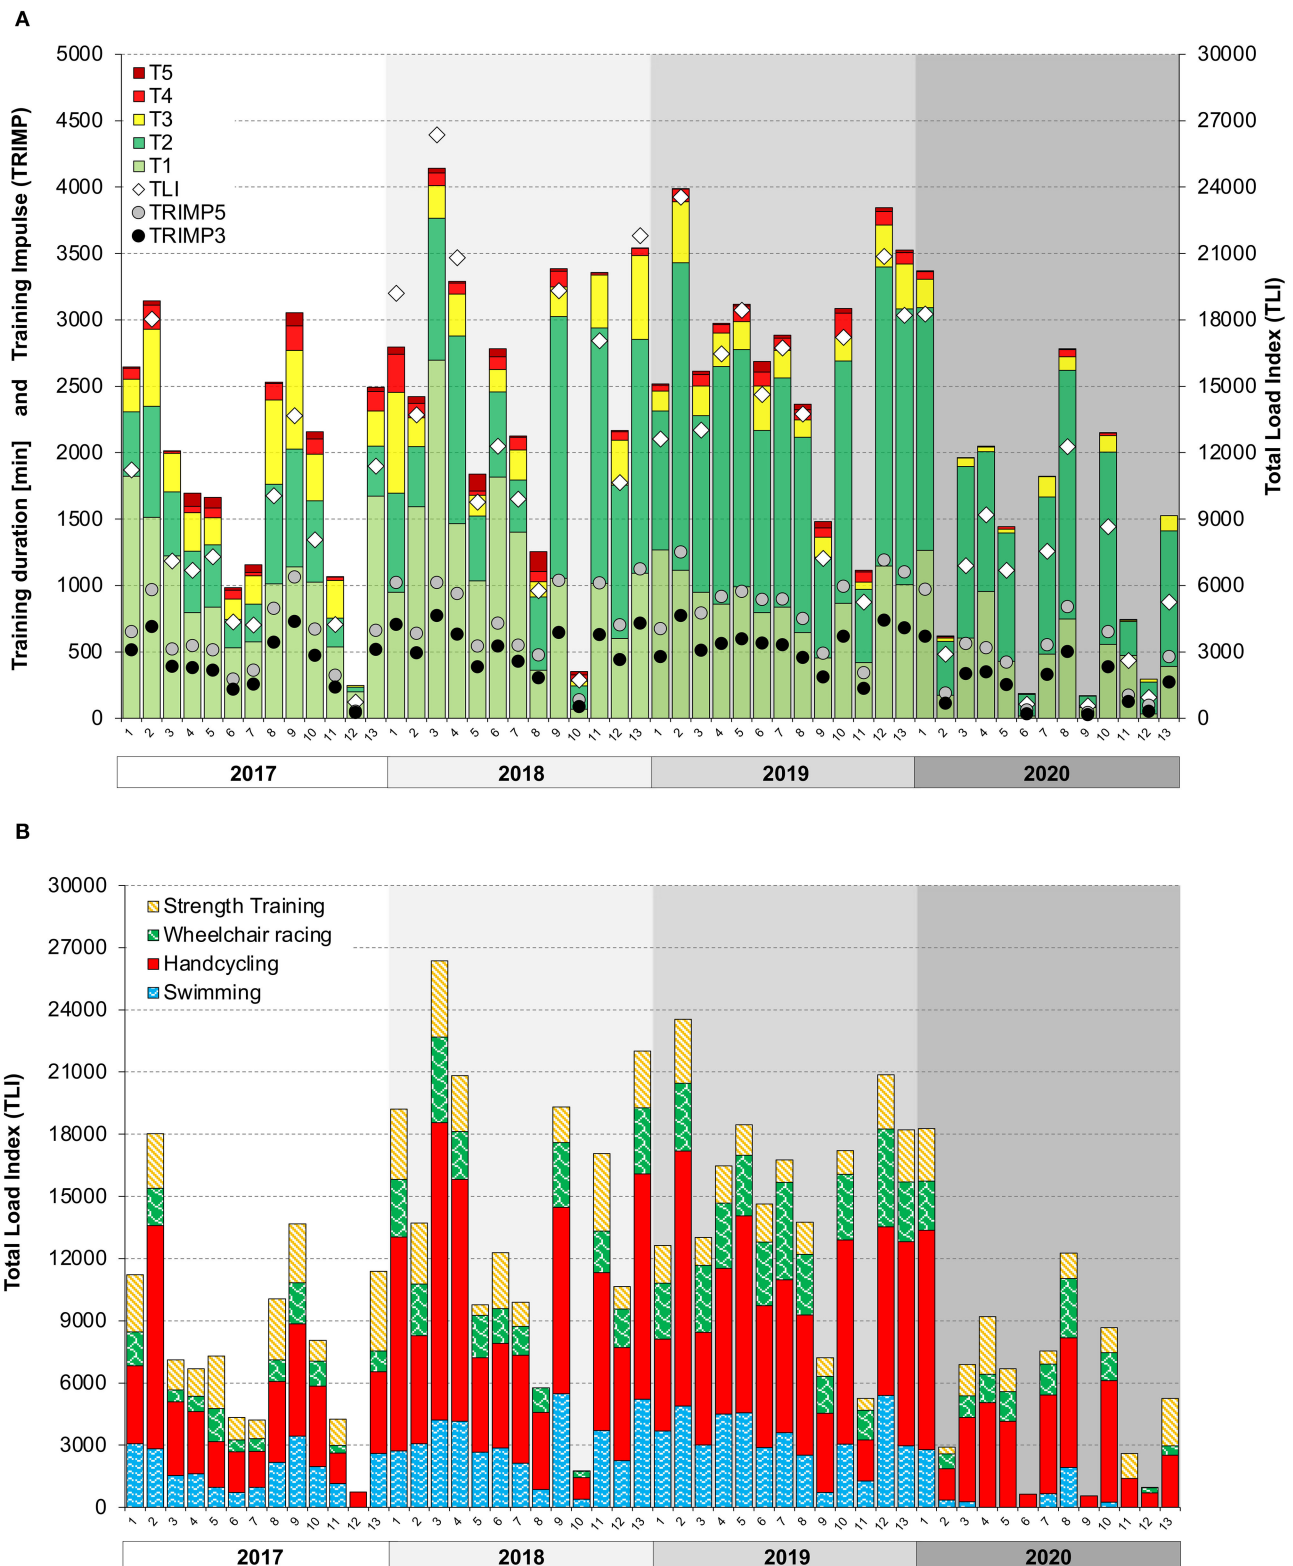 A
5000
4500
4000
3500
3000
2500
2000
1500
1000
500
0
Training duration [min] and Training Impulse (TRIMP)
T5
T4
T3
T2
T1
TLI
TRIMP5
TRIMP3
30000
27000
24000
21000
18000
15000
12000
9000
6000
3000
0
Total Load Index (TLI)
1 2 3 4 5 6 7 8 9 10 11 12 13 1 2 3 4 5 6 7 8 9 10 11 12 13 1 2 3 4 5 6 7 8 9 10 11 12 13 1 2 3 4 5 6 7 8 9 10 11 12 13
2017 2018 2019 2020
B
30000
27000
24000
21000
18000
15000
12000
9000
6000
3000
0
Total Load Index (TLI)
Strength Training
Wheelchair racing
Handcycling
Swimming
1 2 3 4 5 6 7 8 9 10 11 12 13 1 2 3 4 5 6 7 8 9 10 11 12 13 1 2 3 4 5 6 7 8 9 10 11 12 13 1 2 3 4 5 6 7 8 9 10 11 12 13
2017 2018 2019 2020